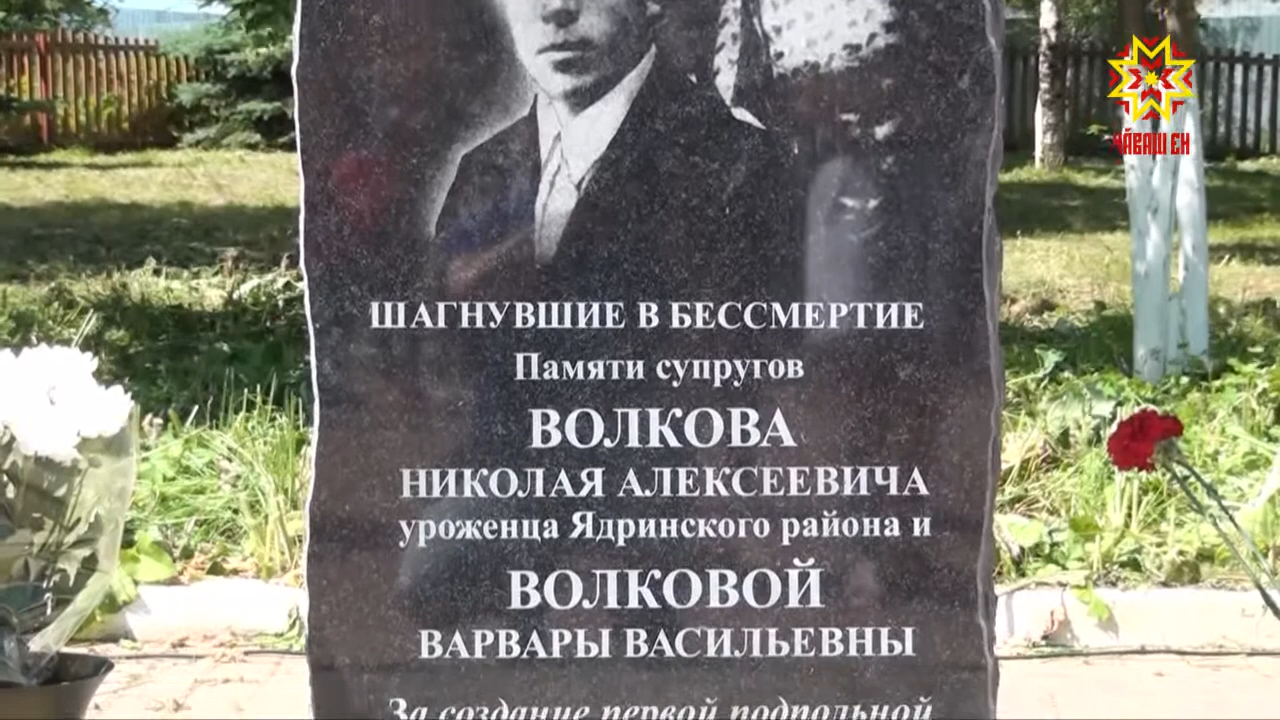 ЧӐВАШ ЕН
ШАГНУВШИЕ В БЕССМЕРТИЕ
Памяти супругов
ВОЛКОВА
НИКОЛАЯ АЛЕКСЕЕВИЧА
уроженца Ядринского района и
ВОЛКОВОЙ
ВАРВАРЫ ВАСИЛЬЕВНЫ
За создание первой подпольной